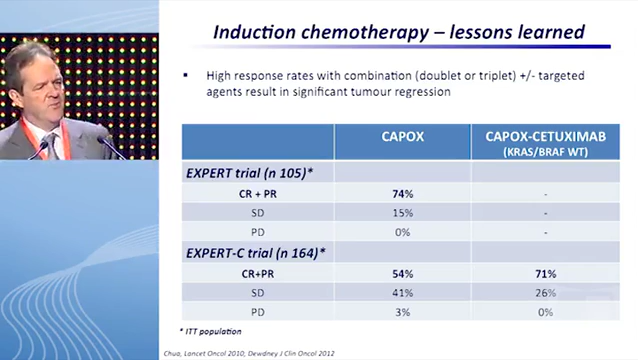 Induction chemotherapy – lessons learned
▪ High response rates with combination (doublet or triplet) +/- targeted
agents result in significant tumour regression
CAPOX CAPOX-CETUXIMAB
(KRAS/BRAF WT)
EXPERT trial (n 105)*
CR + PR 74% -
SD 15% -
PD 0% -
EXPERT-C trial (n 164)*
CR+PR 54% 71%
SD 41% 26%
PD 3% 0%
* ITT population
Chua, Lancet Oncol 2010, Dewdney J Clin Oncol 2012